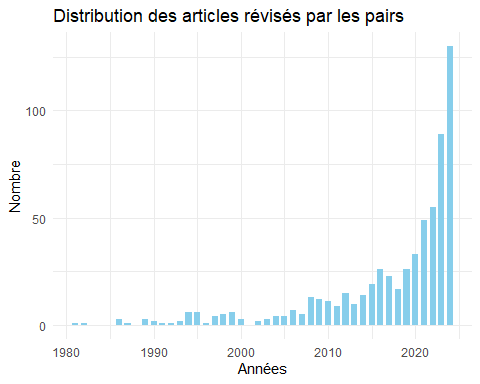 Distribution des articles révisés par les pairs
Nombre
100
50
0
1980 1990 2000 2010 2020
Années